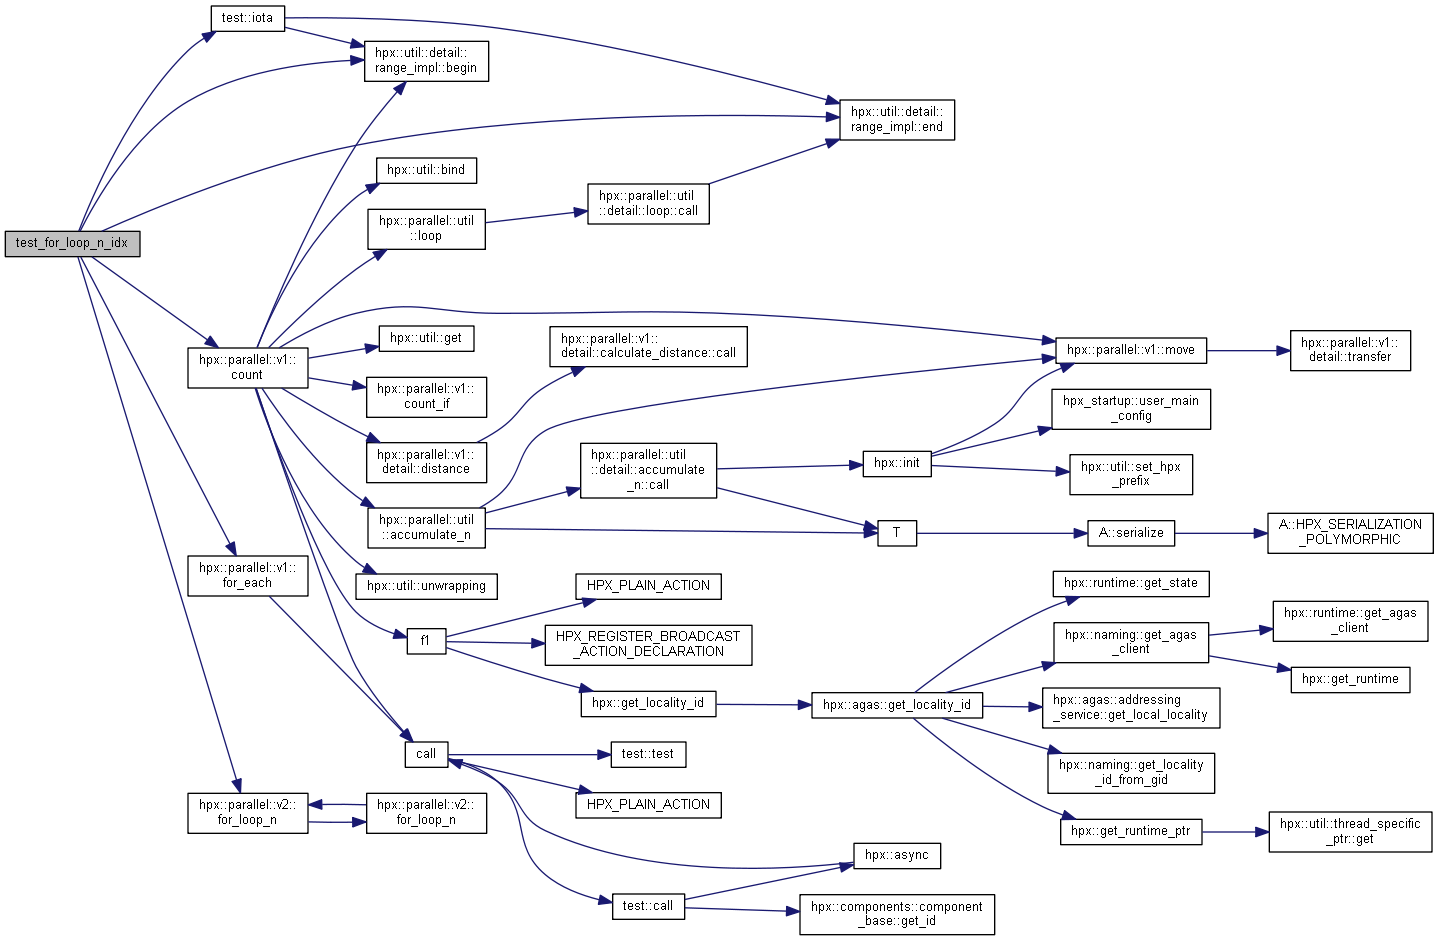 test::iota
hpx::util::detail::
range_impl::begin
hpx::util::detail::
range_impl::end
hpx::util::bind
hpx::parallel::util
::detail::loop::call
hpx::parallel::util
::loop
test_for_loop_n_idx
hpx::util::get
hpx::parallel::v1::
detail::calculate_distance::call
hpx::parallel::v1::move
hpx::parallel::v1::
detail::transfer
hpx::parallel::v1::
count
hpx::parallel::v1::
count_if
hpx_startup::user_main
_config
hpx::parallel::v1::
detail::distance
hpx::parallel::util
::detail::accumulate
_n::call
hpx::init
hpx::util::set_hpx
_prefix
hpx::parallel::util
::accumulate_n
T
A::serialize
A::HPX_SERIALIZATION
_POLYMORPHIC
hpx::parallel::v1::
for_each
hpx::util::unwrapping
HPX_PLAIN_ACTION
hpx::runtime::get_state
f1
HPX_REGISTER_BROADCAST
_ACTION_DECLARATION
hpx::naming::get_agas
_client
hpx::runtime::get_agas
_client
hpx::get_runtime
hpx::get_locality_id
hpx::agas::get_locality_id
hpx::agas::addressing
_service::get_local_locality
call
test::test
hpx::naming::get_locality
_id_from_gid
hpx::parallel::v2::
for_loop_n
hpx::parallel::v2::
for_loop_n
HPX_PLAIN_ACTION
hpx::get_runtime_ptr
hpx::util::thread_specific
_ptr::get
hpx::async
test::call
hpx::components::component
_base::get_id